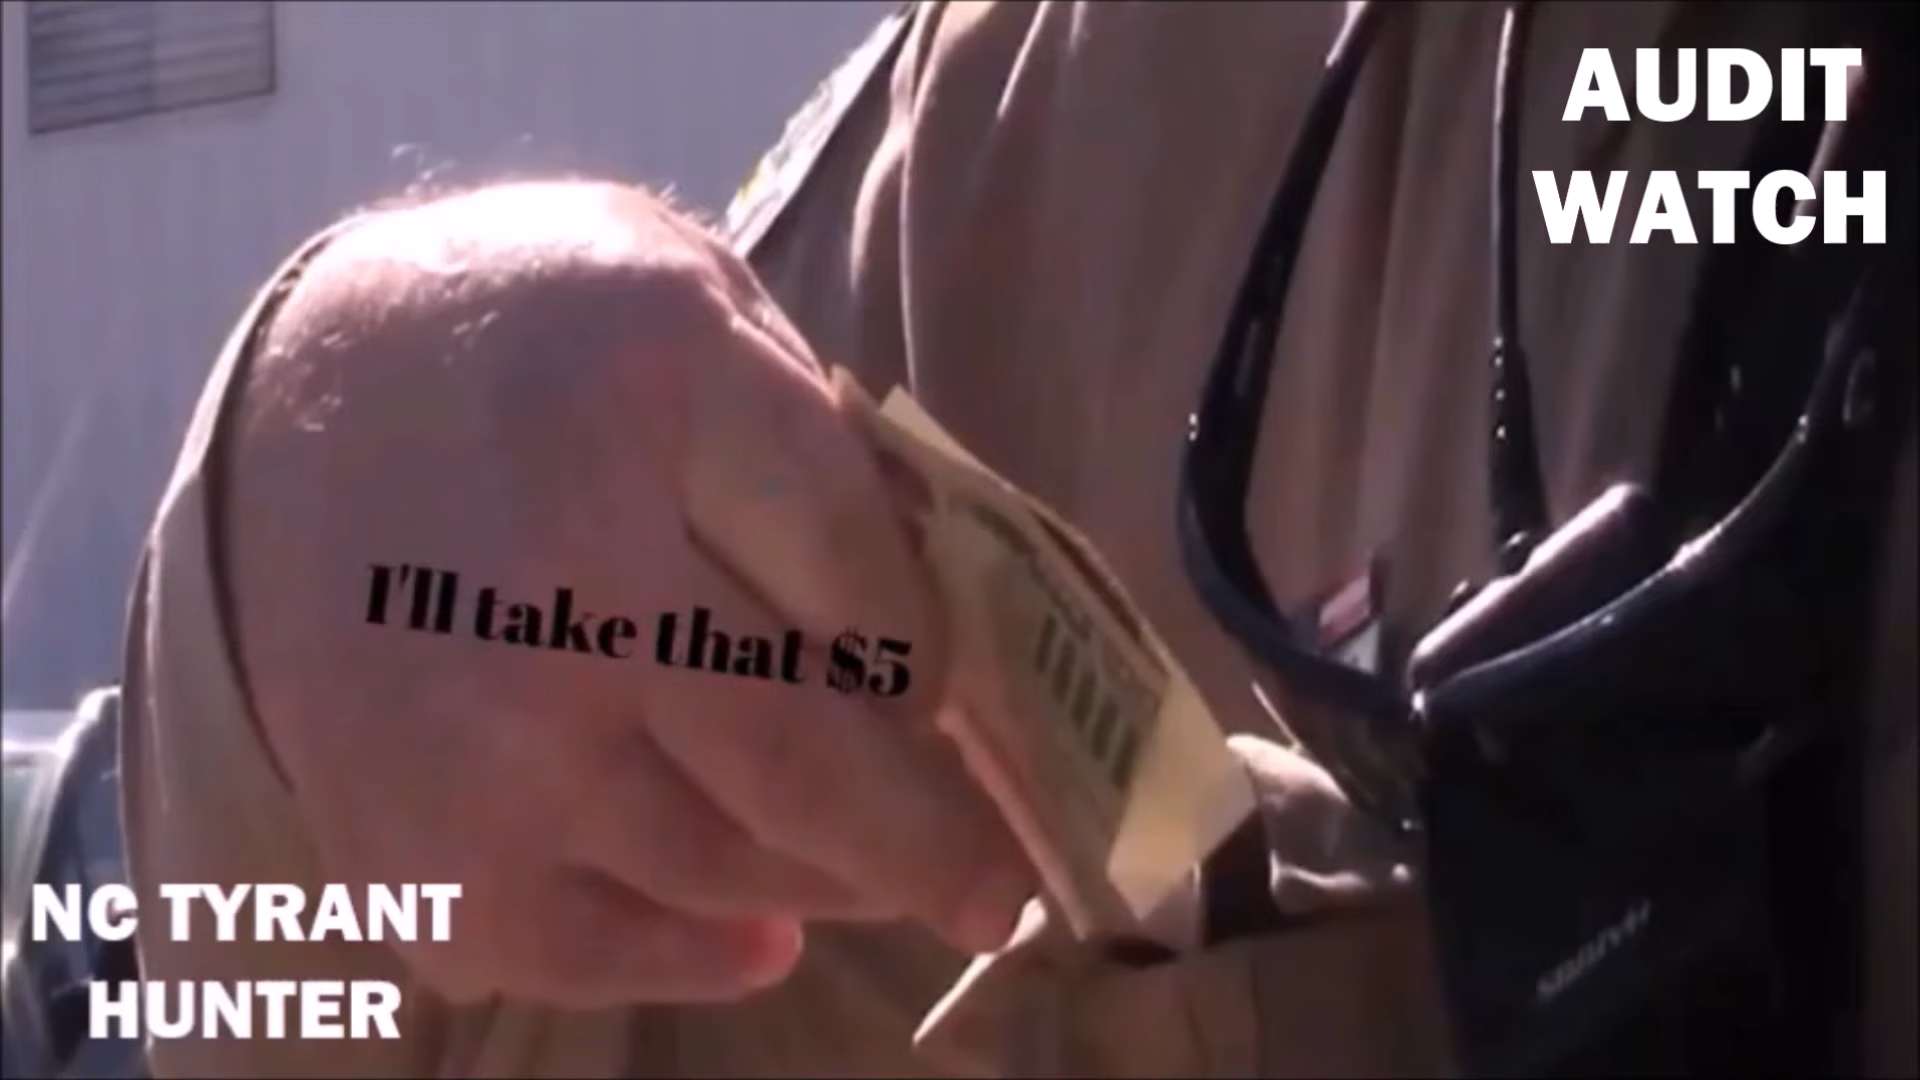 AUDIT
WATCH
I'll take that $5
NC TYRANT
HUNTER